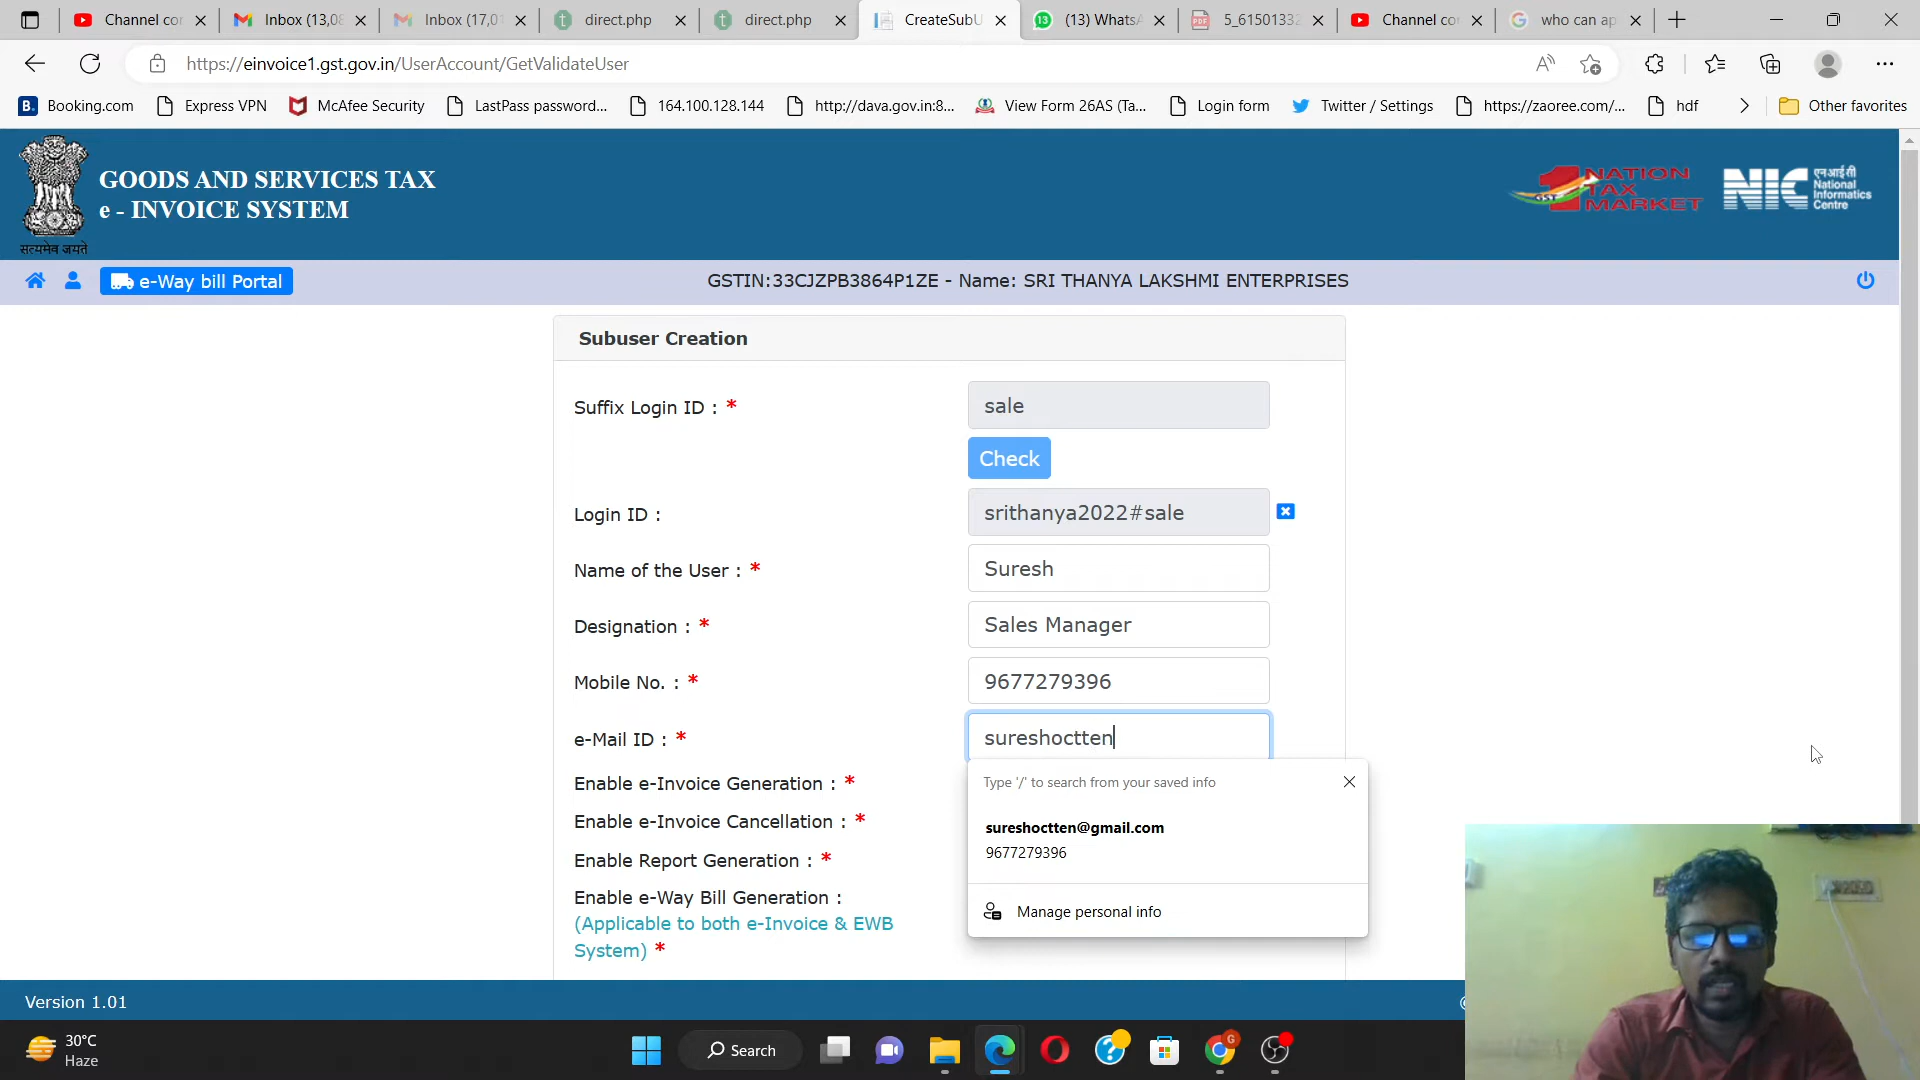 Channel co
Inbox (13,08
Inbox (17,01
direct.php
direct.php
CreateSubU
(13) WhatsA
5_61501332
Channel co
who can ap
https://einvoice1.gst.gov.in/UserAccount/GetValidateUser
Booking.com
Express VPN
McAfee Security
LastPass password...
164.100.128.144
http://dava.gov.in:8...
View Form 26AS (Ta...
Login form
Twitter / Settings
https://zaoree.com/...
hdf
Other favorites
GOODS AND SERVICES TAX
e - INVOICE SYSTEM
सत्यमेव जयते
GST
1 NATION
TAX
MARKET
NIC
एनआईसी
National
Informatics
Centre
e-Way bill Portal
GSTIN:33CJZPB3864P1ZE - Name: SRI THANYA LAKSHMI ENTERPRISES
Subuser Creation
Suffix Login ID : *
sale
Check
Login ID :
srithanya2022#sale
Name of the User : *
Suresh
Designation : *
Sales Manager
Mobile No. : *
9677279396
e-Mail ID : *
sureshoctten
Type '/' to search from your saved info
sureshoctten@gmail.com
9677279396
Manage personal info
Enable e-Invoice Generation : *
Enable e-Invoice Cancellation : *
Enable Report Generation : *
Enable e-Way Bill Generation :
(Applicable to both e-Invoice & EWB
System) *
Version 1.01
30°C
Haze
Search